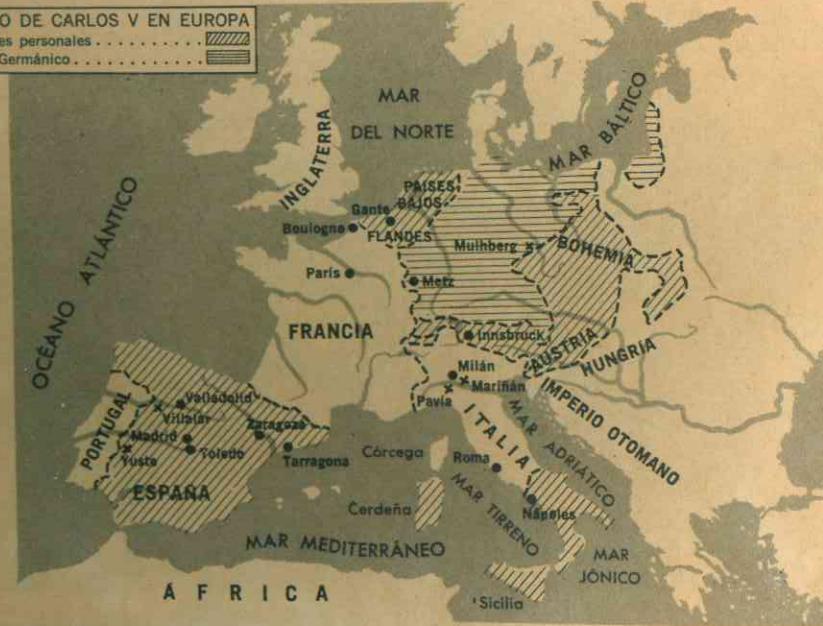 O DE CARLOS V EN EUROPA
es personales . . . . . . . . . .
Germánico . . . . . . . . . . . .
MAR
DEL NORTE
MAR BÁLTICO
INGLATERRA
OCÉANO ATLÁNTICO
PAISES
BAJOS
Gante
Boulogne
FLANDES
Mulhberg
BOHEMIA
París
Metz
FRANCIA
Innsbruck
AUSTRIA
HUNGRIA
Milán
Mariñán
Pavía
IMPERIO OTOMANO
Valladolid
Villalar
PORTUGAL
Madrid
Zaragoza
Yuste
Toledo
Tarragona
ESPAÑA
Córcega
ITALIA
MAR ADRIÁTICO
Roma
Cerdeña
MAR TIRRENO
Nápoles
MAR MEDITERRÁNEO
MAR
JÓNICO
ÁFRICA
Sicilia